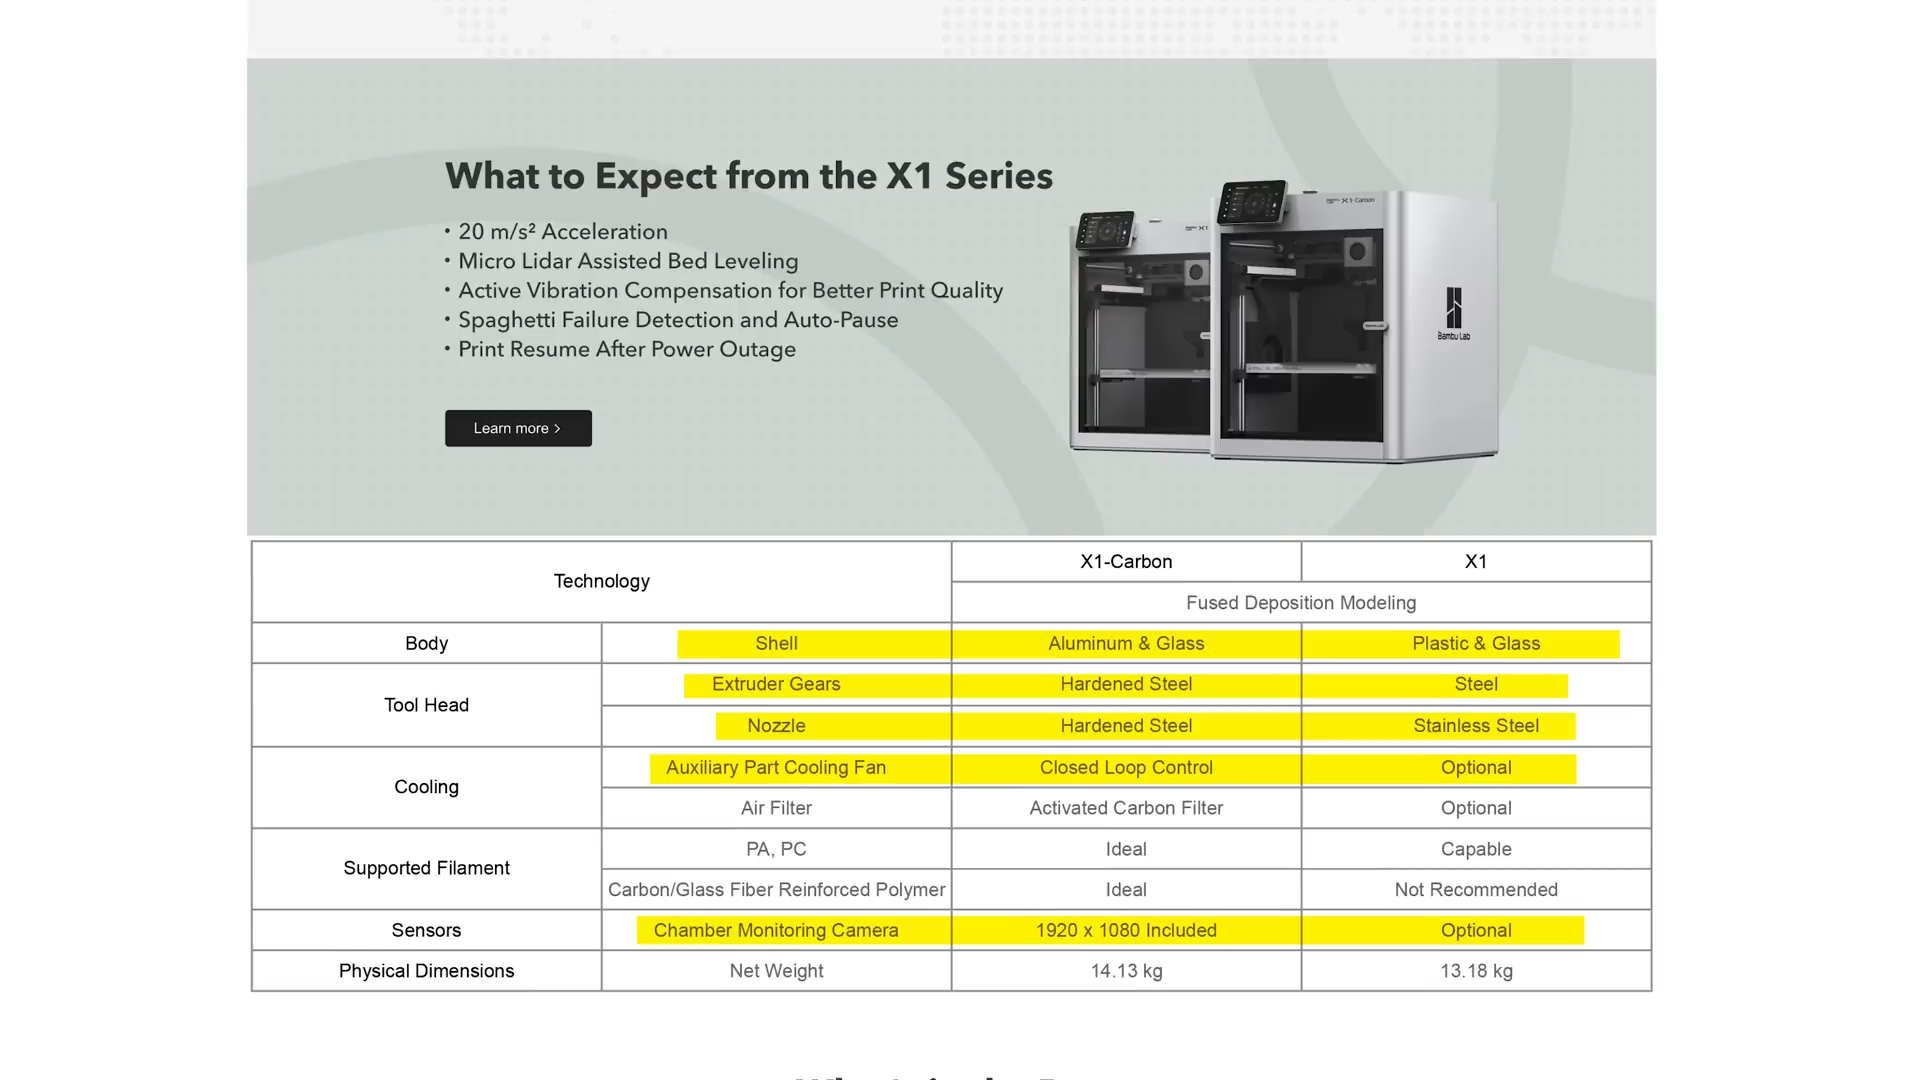 What to Expect from the X1 Series
• 20 m/s² Acceleration
• Micro Lidar Assisted Bed Leveling
• Active Vibration Compensation for Better Print Quality
• Spaghetti Failure Detection and Auto-Pause
• Print Resume After Power Outage
Learn more >
X1
X1-Carbon
Bambu Lab
Technology X1-Carbon X1
Fused Deposition Modeling
Body Shell Aluminum & Glass Plastic & Glass
Tool Head Extruder Gears Hardened Steel Steel
Nozzle Hardened Steel Stainless Steel
Cooling Auxiliary Part Cooling Fan Closed Loop Control Optional
Air Filter Activated Carbon Filter Optional
Supported Filament PA, PC Ideal Capable
Carbon/Glass Fiber Reinforced Polymer Ideal Not Recommended
Sensors Chamber Monitoring Camera 1920 x 1080 Included Optional
Physical Dimensions Net Weight 14.13 kg 13.18 kg